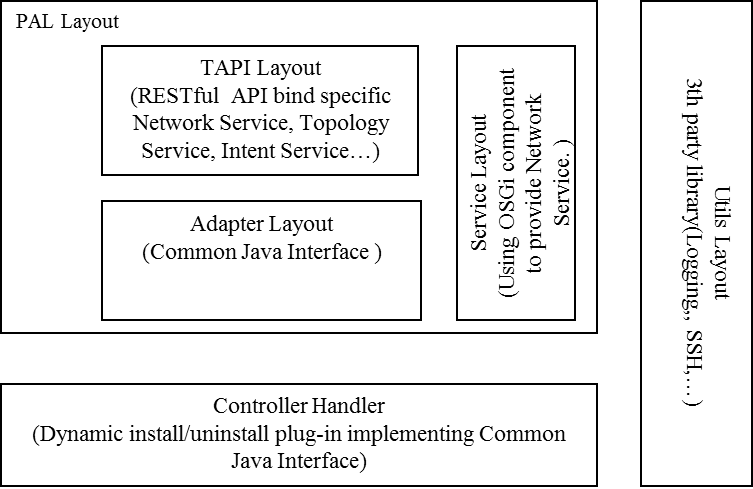 PAL Layout
TAPI Layout
(RESTful  API bind specific
Network Service, Topology
Service, Intent Service…)
Adapter Layout
(Common Java Interface )
Service Layout
(Using OSGi component
to provide Network
Service. )
Utils Layout
3th party library(Logging,, SSH,…)
Controller Handler
(Dynamic install/uninstall plug-in implementing Common
Java Interface)